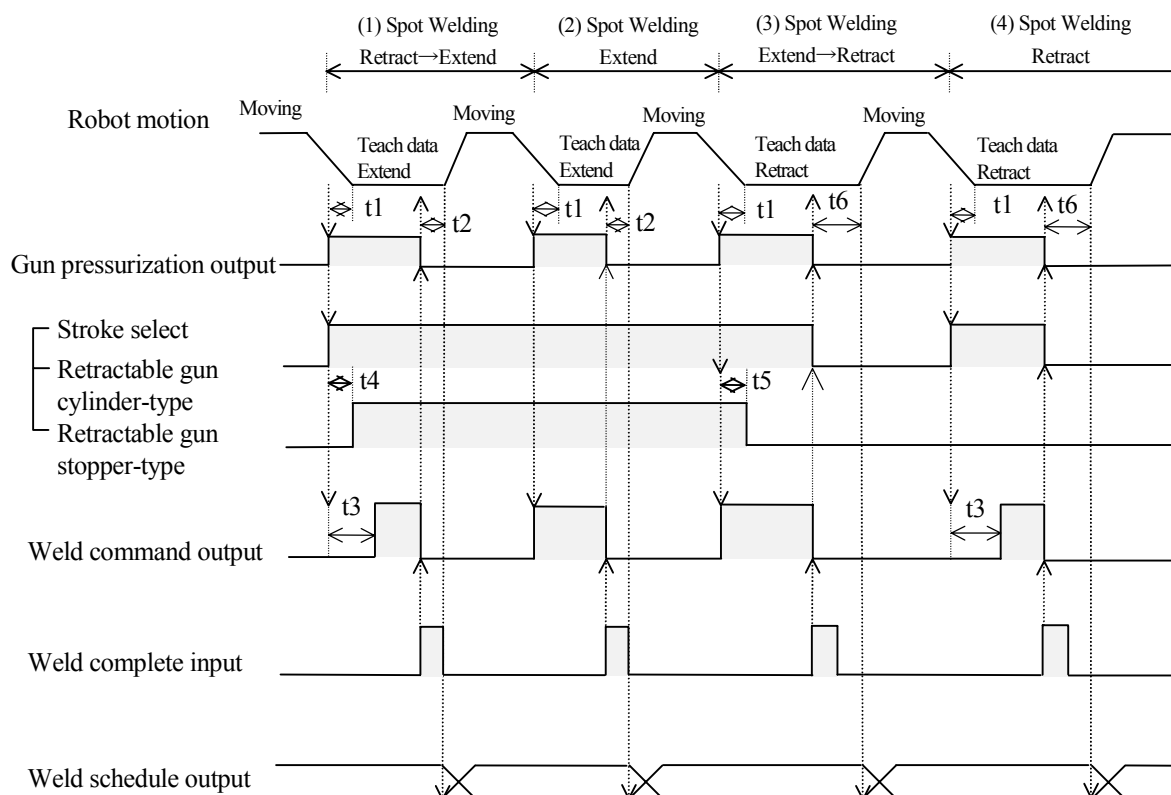 (1) Spot Welding
Retract→Extend
(2) Spot Welding
Extend
(3) Spot Welding
Extend→Retract
(4) Spot Welding
Retract
Robot motion
Moving
Teach data
Extend
Moving
Teach data
Extend
Moving
Teach data
Retract
Moving
Teach data
Retract
t1
t2
t1
t2
t1
t6
t1
t6
Gun pressurization output
Stroke select
Retractable gun
cylinder-type
Retractable gun
stopper-type
t4
t5
t3
t3
Weld command output
Weld complete input
Weld schedule output